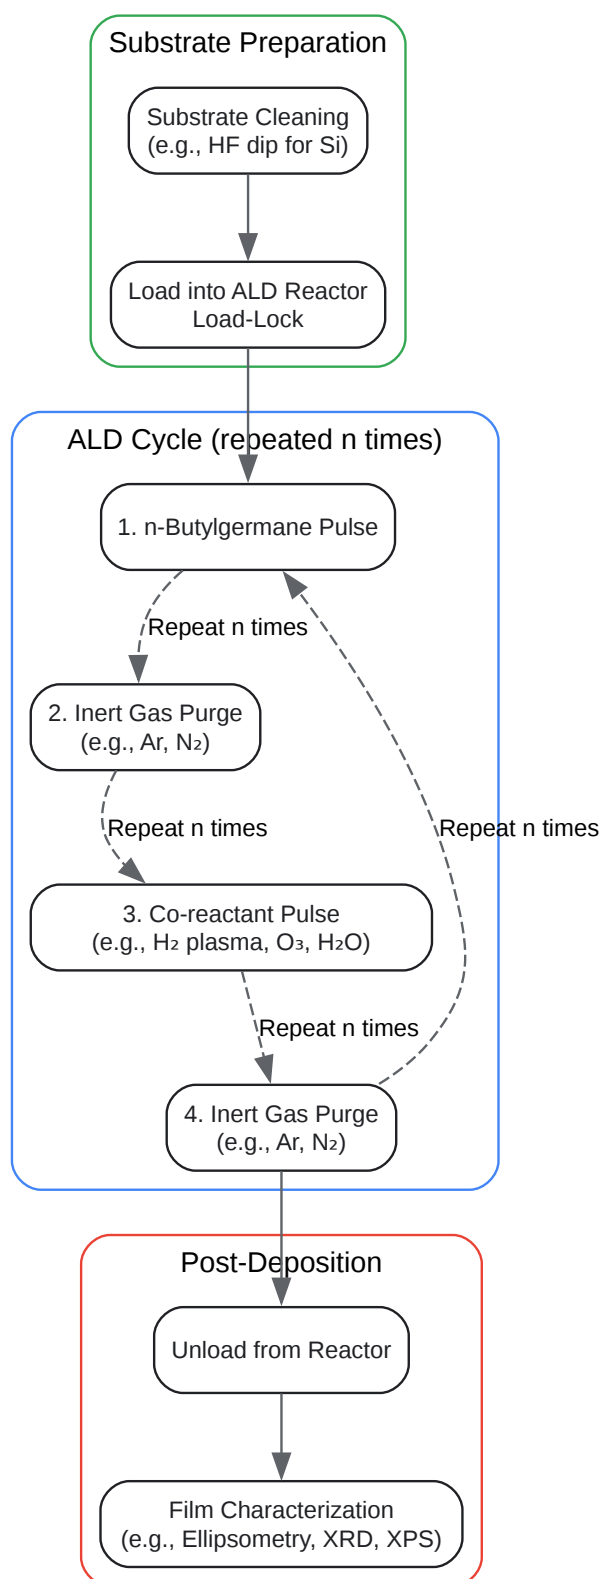 Substrate Preparation
Substrate Cleaning
(e.g., HF dip for Si)
Load into ALD Reactor
Load-Lock
ALD Cycle (repeated n times)
1. n-Butylgermane Pulse
Repeat n times
2. Inert Gas Purge
(e.g., Ar, N₂)
Repeat n times
Repeat n times
3. Co-reactant Pulse
(e.g., H₂ plasma, O₃, H₂O)
Repeat n times
4. Inert Gas Purge
(e.g., Ar, N₂)
Post-Deposition
Unload from Reactor
Film Characterization
(e.g., Ellipsometry, XRD, XPS)